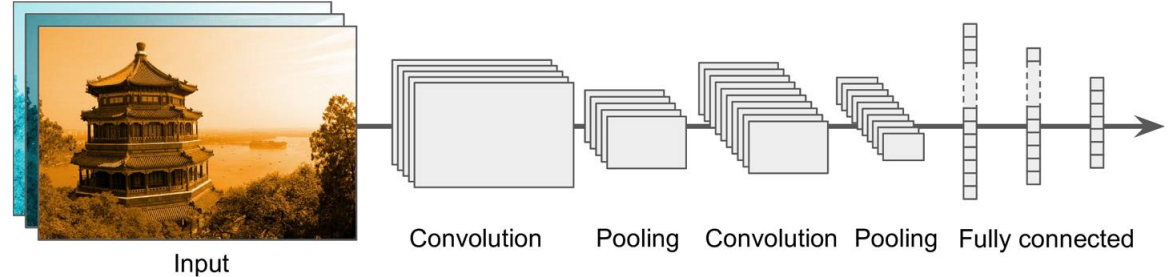 Convolution
Pooling
Convolution
Pooling
Fully connected
Input